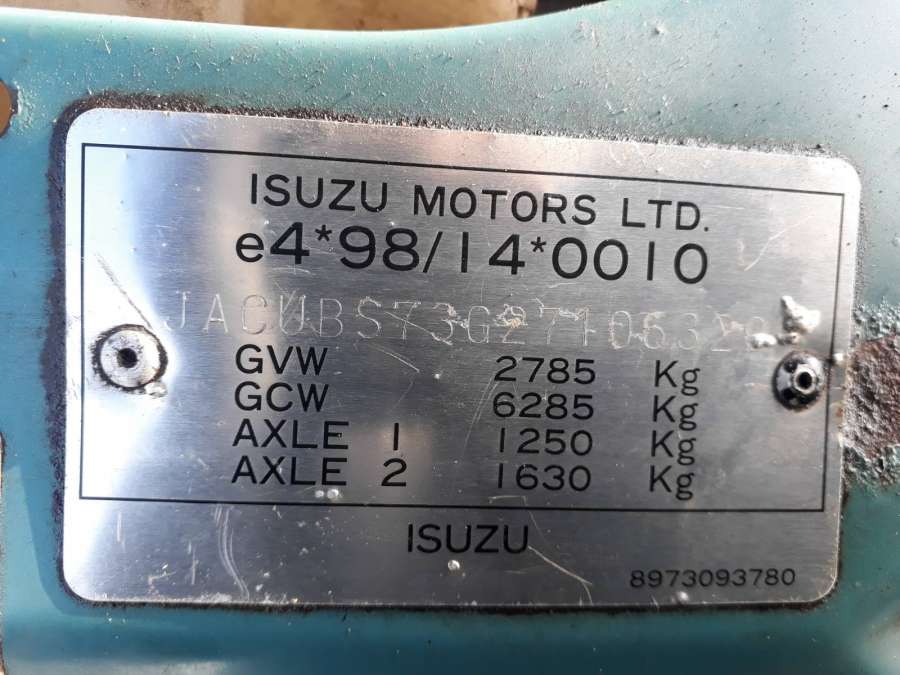 ISUZU MOTORS LTD.
e4*98/14*0010
GVW 2785 Kg
GCW 6285 Kg
AXLE 1 1250 Kg
AXLE 2 1630 Kg
ISUZU
8973093780